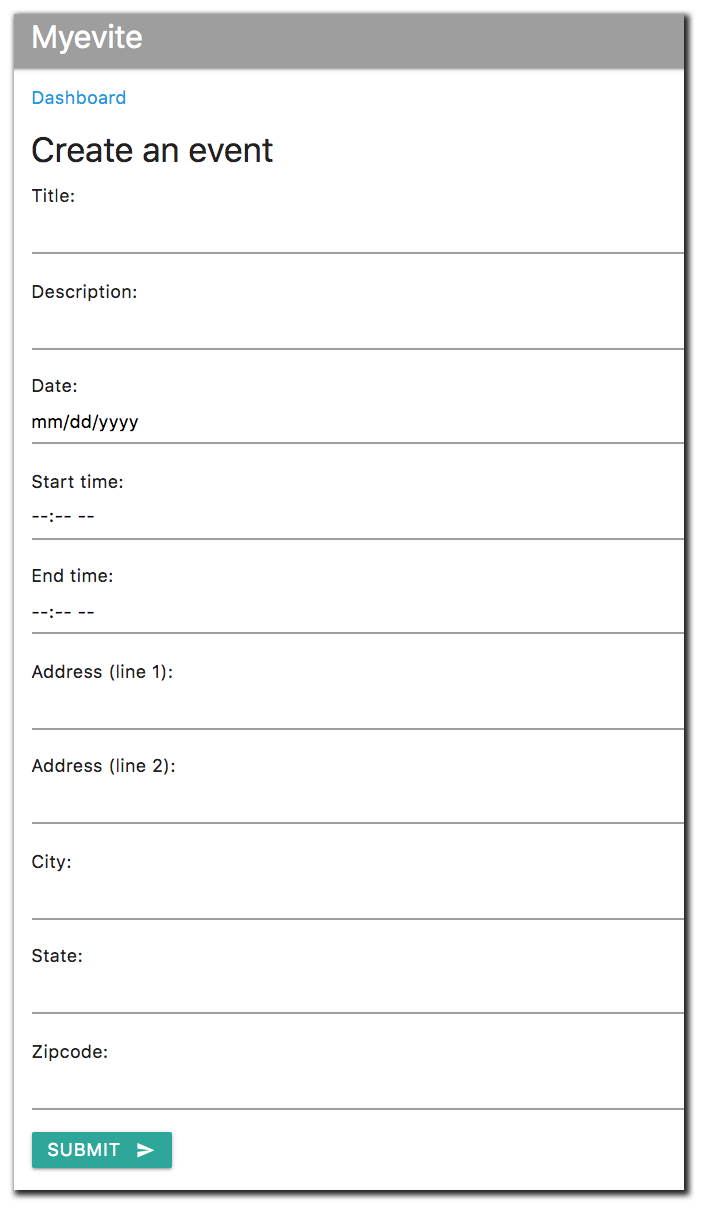 Myevite
Dashboard
Create an event
Title:
Description:
Date:
mm/dd/yyyy
Start time:
--:-- --
End time:
--:-- --
Address (line 1):
Address (line 2):
City:
State:
Zipcode:
SUBMIT